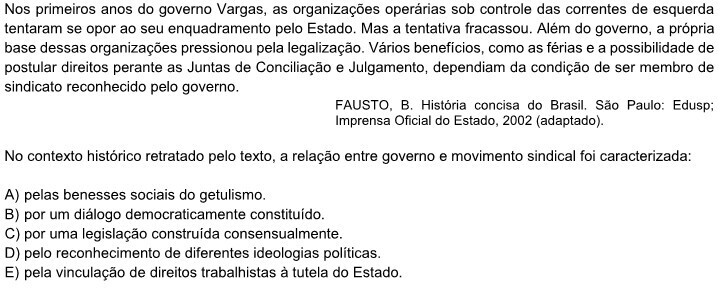 Nos primeiros anos do governo Vargas, as organizações operárias sob controle das correntes de esquerda
tentaram se opor ao seu enquadramento pelo Estado. Mas a tentativa fracassou. Além do governo, a própria
base dessas organizações pressionou pela legalização. Vários benefícios, como as férias e a possibilidade de
postular direitos perante as Juntas de Conciliação e Julgamento, dependiam da condição de ser membro de
sindicato reconhecido pelo governo.
FAUSTO, B. História concisa do Brasil. São Paulo: Edusp;
Imprensa Oficial do Estado, 2002 (adaptado).
No contexto histórico retratado pelo texto, a relação entre governo e movimento sindical foi caracterizada:
A) pelas benesses sociais do getulismo.
B) por um diálogo democraticamente constituído.
C) por uma legislação construída consensualmente.
D) pelo reconhecimento de diferentes ideologias políticas.
E) pela vinculação de direitos trabalhistas à tutela do Estado.